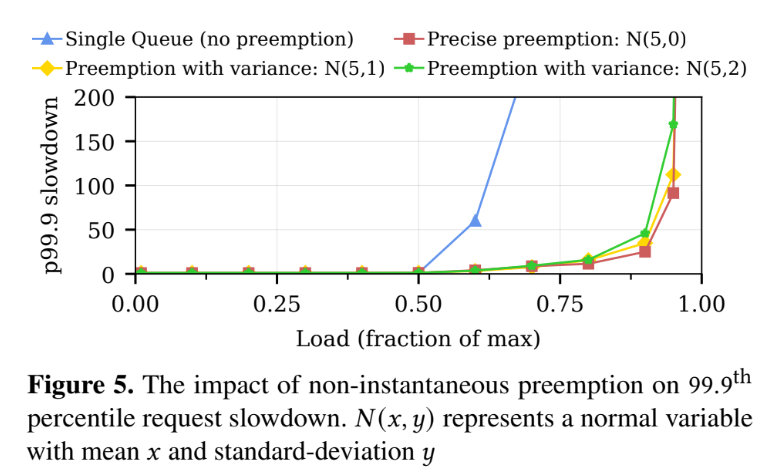 Single Queue (no preemption) Precise preemption: N(5,0)
Preemption with variance: N(5,1) Preemption with variance: N(5,2)
p99.9 slowdown
200
150
100
50
0
0.00 0.25 0.50 0.75 1.00
Load (fraction of max)
Figure 5. The impact of non-instantaneous preemption on 99.9th
percentile request slowdown. N(x, y) represents a normal variable
with mean x and standard-deviation y